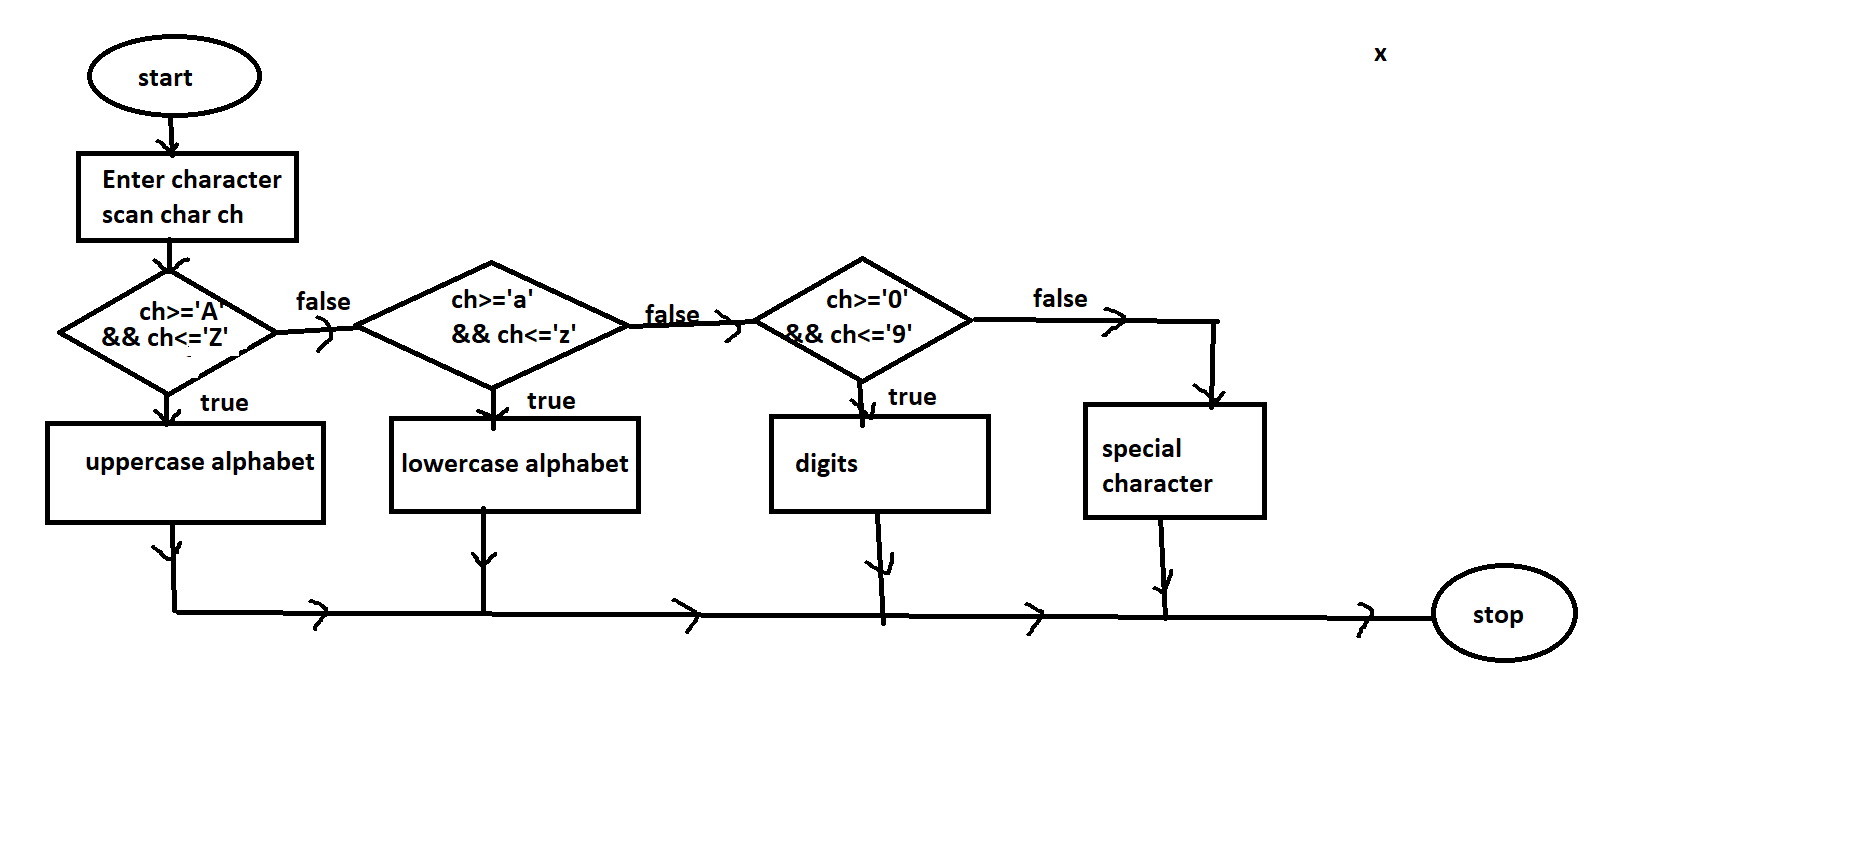 start
x
Enter character
scan char ch
ch>='A'
&& ch<='Z'
false
ch>='a'
&& ch<='z'
false
ch>='0'
&& ch<='9'
false
true
true
true
uppercase alphabet
lowercase alphabet
digits
special
character
stop